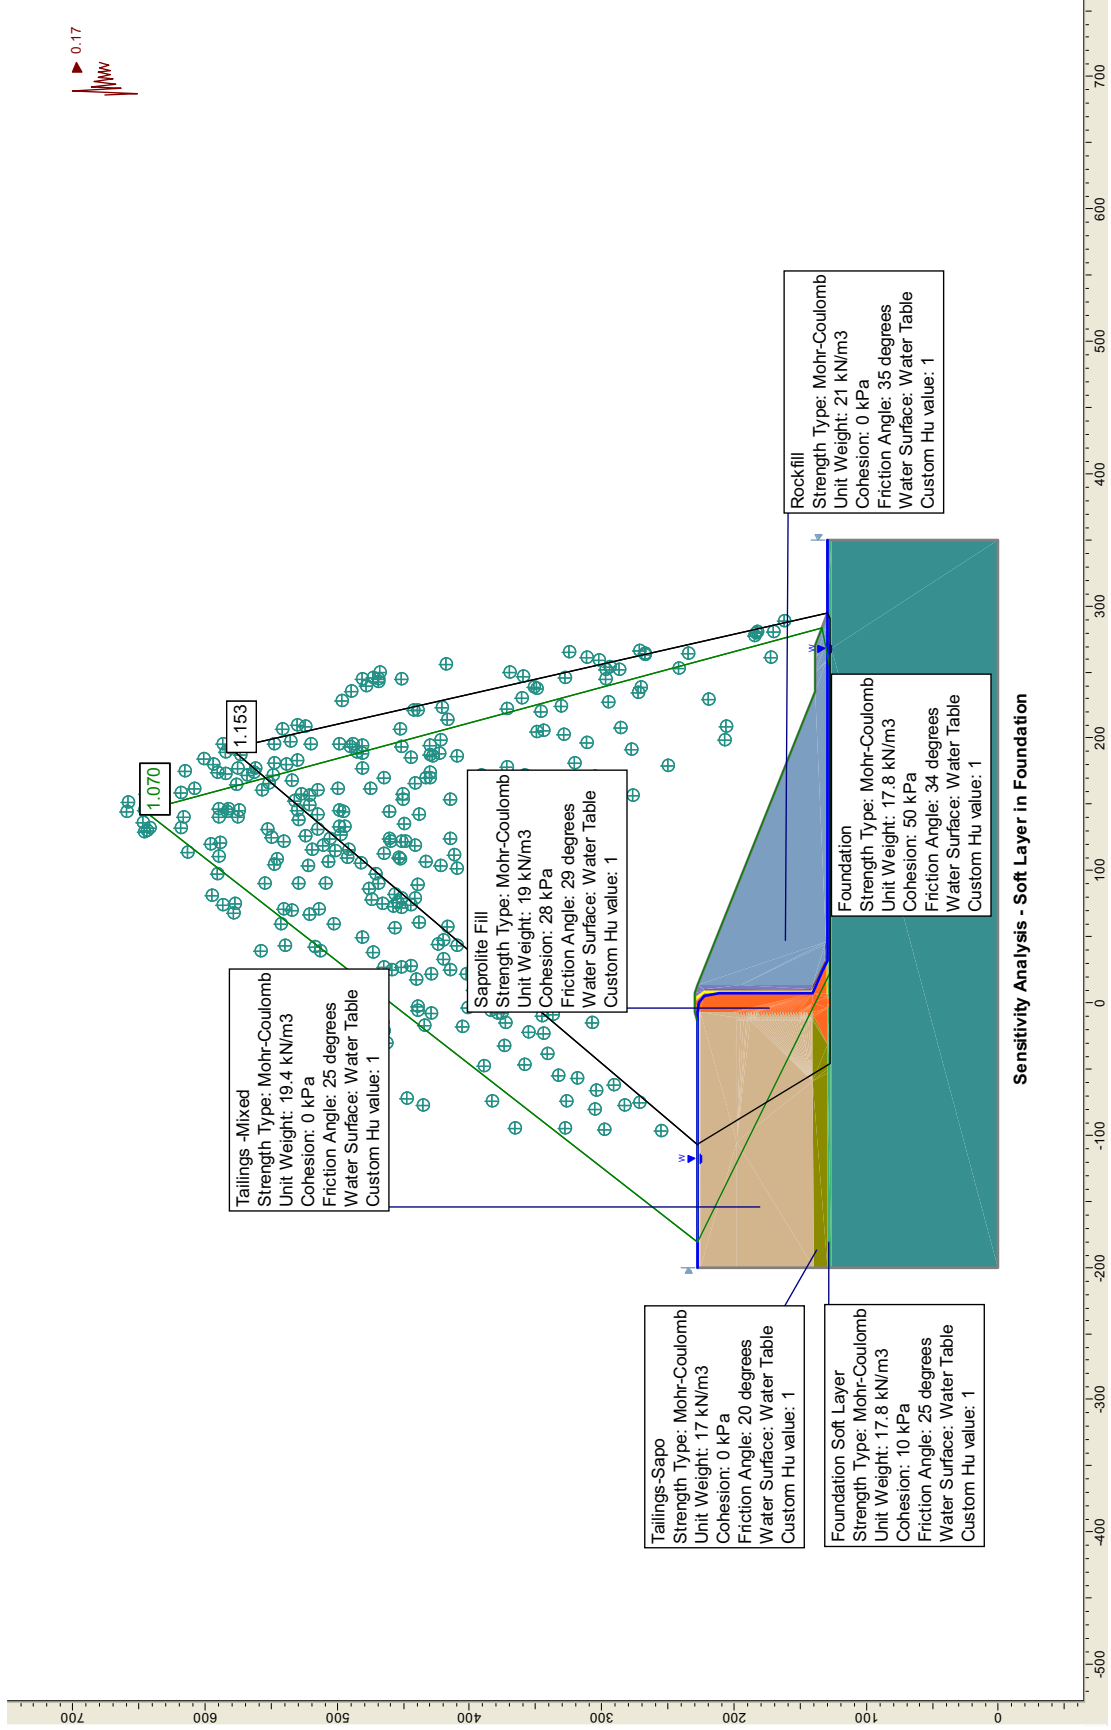 0.17
1.070
1.153
Tailings -Mixed
Strength Type: Mohr-Coulomb
Unit Weight: 19.4 kN/m3
Cohesion: 0 kPa
Friction Angle: 25 degrees
Water Surface: Water Table
Custom Hu value: 1
Saprolite Fill
Strength Type: Mohr-Coulomb
Unit Weight: 19 kN/m3
Cohesion: 28 kPa
Friction Angle: 29 degrees
Water Surface: Water Table
Custom Hu value: 1
Tailings-Sapo
Strength Type: Mohr-Coulomb
Unit Weight: 17 kN/m3
Cohesion: 0 kPa
Friction Angle: 20 degrees
Water Surface: Water Table
Custom Hu value: 1
W
W
Rockfill
Strength Type: Mohr-Coulomb
Unit Weight: 21 kN/m3
Cohesion: 0 kPa
Friction Angle: 35 degrees
Water Surface: Water Table
Custom Hu value: 1
Foundation Soft Layer
Strength Type: Mohr-Coulomb
Unit Weight: 17.8 kN/m3
Cohesion: 10 kPa
Friction Angle: 25 degrees
Water Surface: Water Table
Custom Hu value: 1
Foundation
Strength Type: Mohr-Coulomb
Unit Weight: 17.8 kN/m3
Cohesion: 50 kPa
Friction Angle: 34 degrees
Water Surface: Water Table
Custom Hu value: 1
Sensitivity Analysis - Soft Layer in Foundation
700
600
500
400
300
200
100
0
-500
-400
-300
-200
-100
0
100
200
300
400
500
600
700